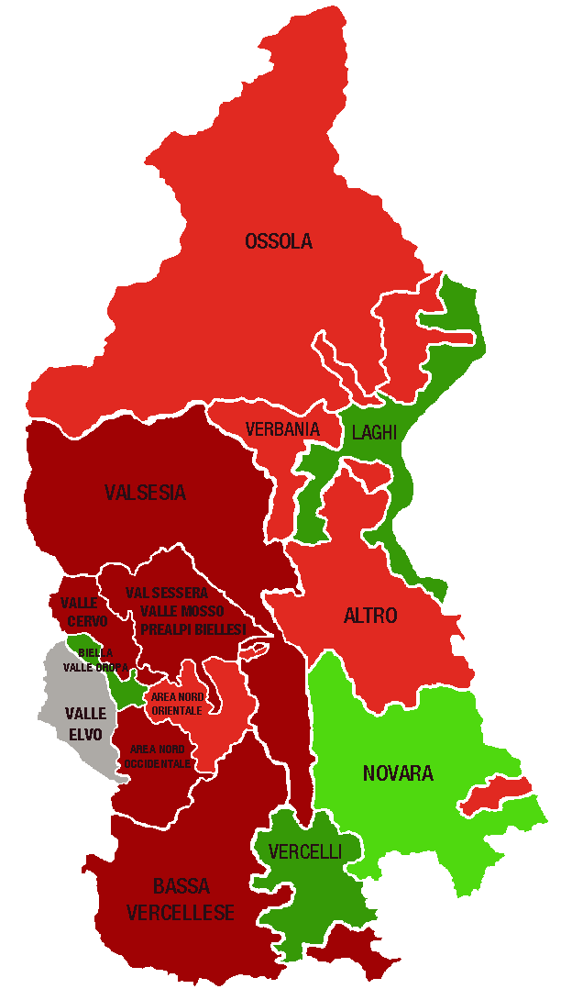 OSSOLA
VERBANIA
LAGHI
VALSESIA
VAL SESSERA
VALLE MOSSO
PREALPI BIELLESI
VALLE
CERVO
ALTRO
BIELLA
VALLE OROPA
AREA NORD
ORIENTALE
VALLE
ELVO
AREA NORD
OCCIDENTALE
NOVARA
VERCELLI
BASSA
VERCELLESE